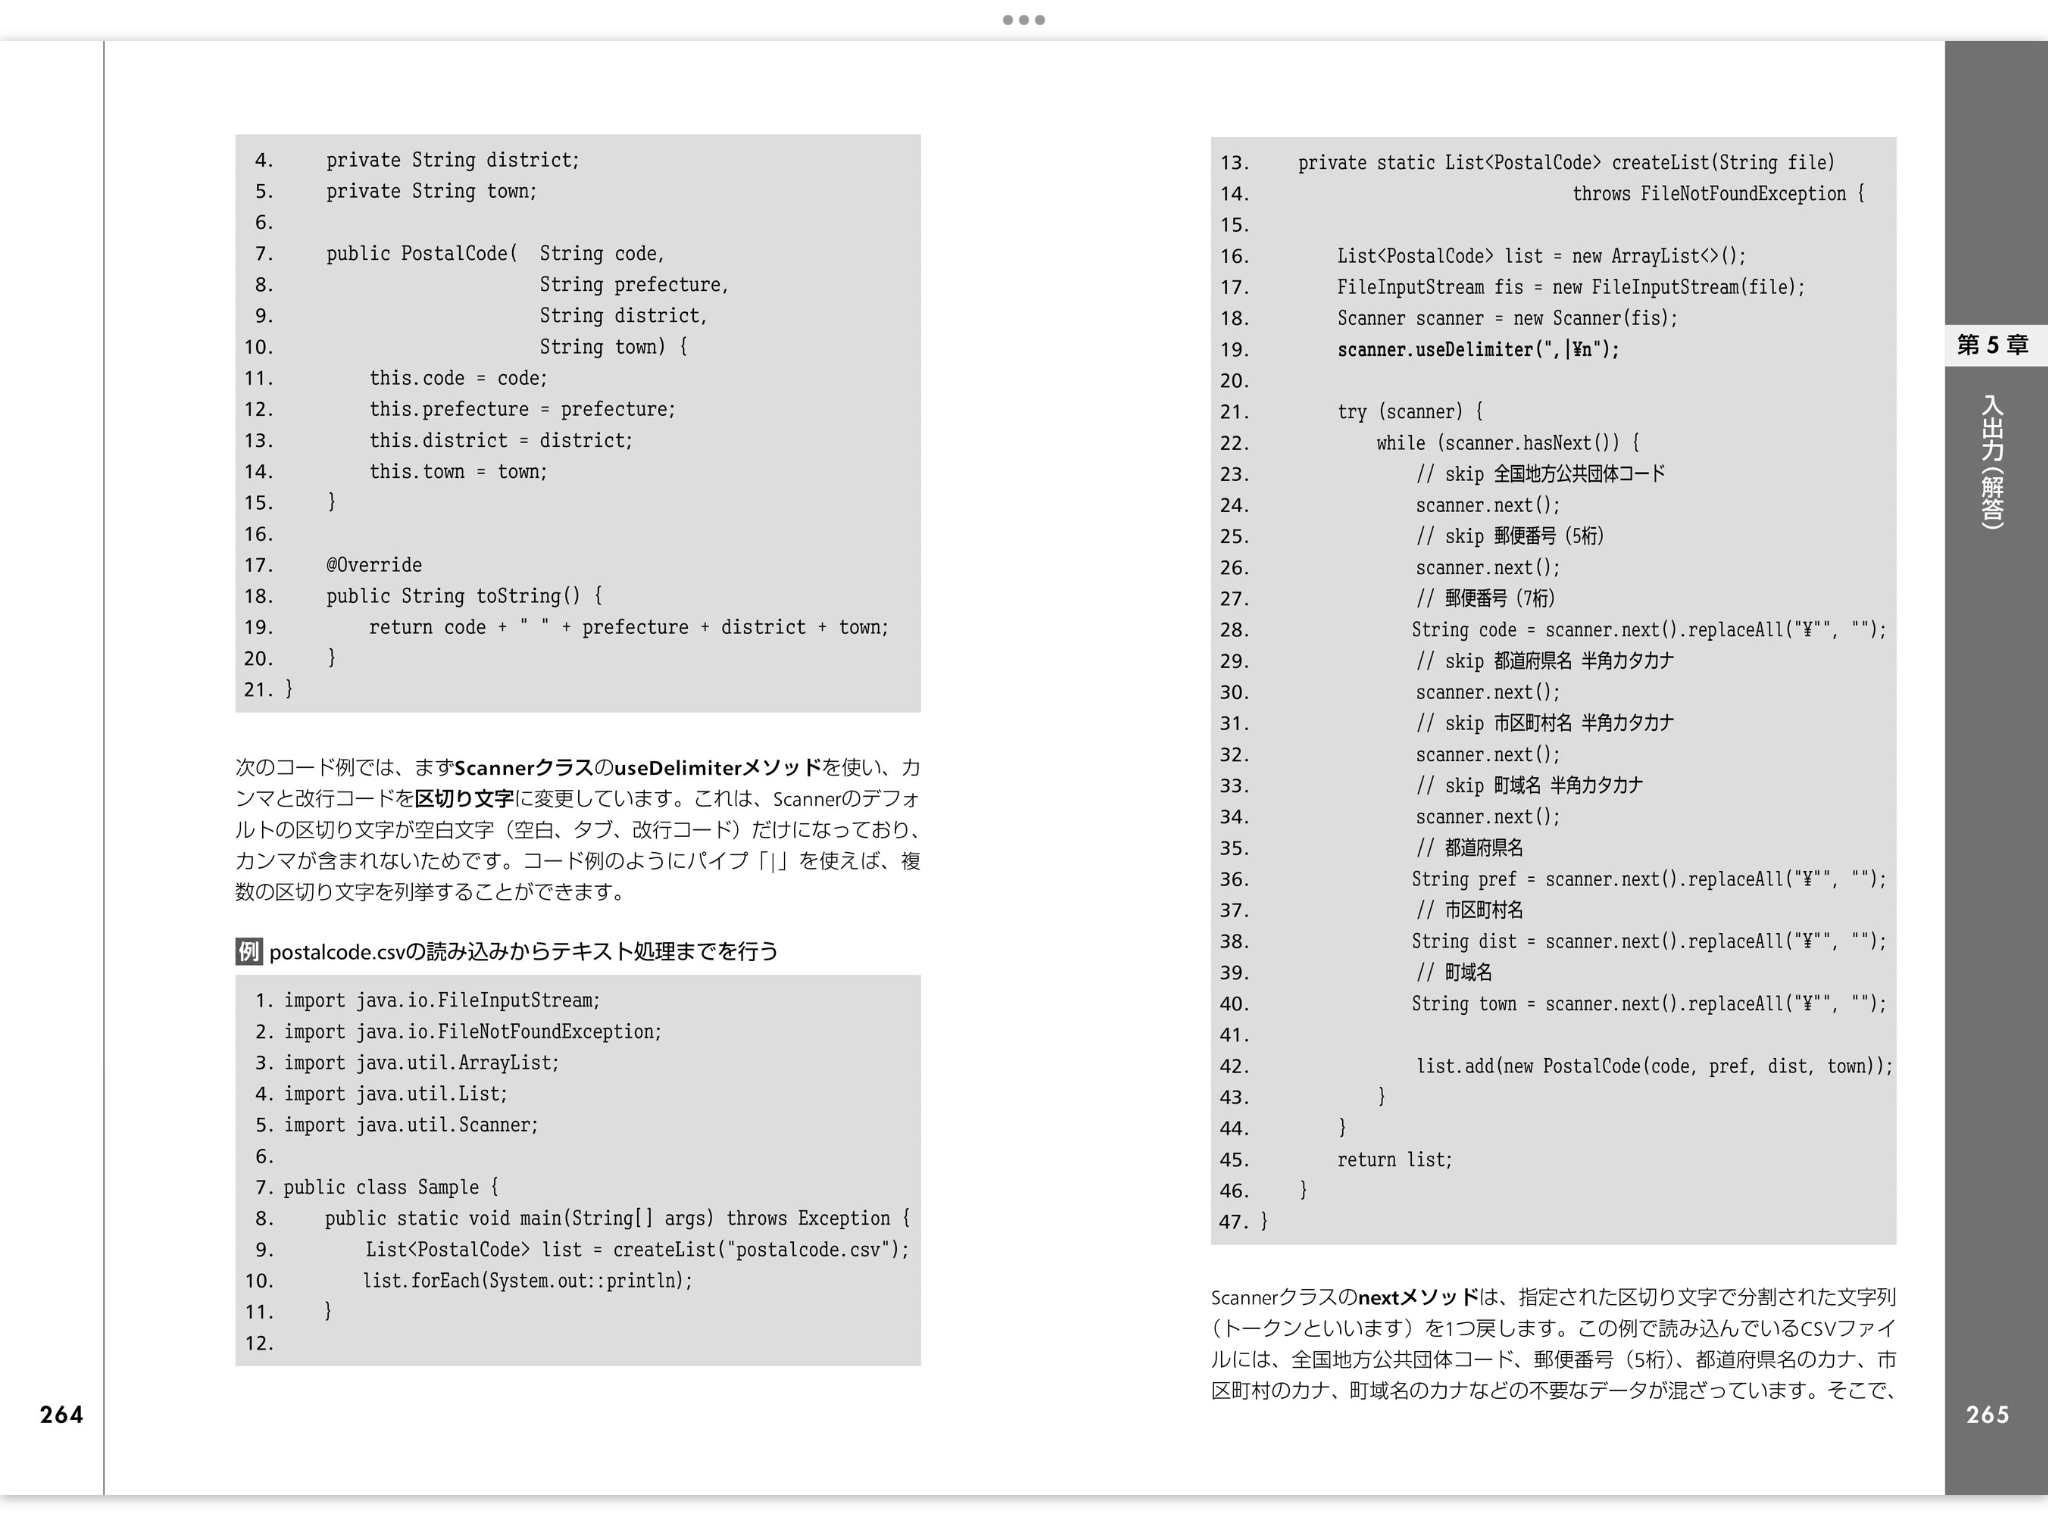 4. private String district;
5. private String town;
6.
7. public PostalCode( String code,
8. String prefecture,
9. String district,
10. String town) {
11. this.code = code;
12. this.prefecture = prefecture;
13. this.district = district;
14. this.town = town;
15. }
16.
17. @Override
18. public String toString() {
19. return code + " " + prefecture + district + town;
20. }
21. }
次のコード例では、まずScannerクラスのuseDelimiterメソッドを使い、カ
ンマと改行コードを区切り文字に変更しています。これは、Scannerのデフォ
ルトの区切り文字が空白文字（空白、タブ、改行コード）だけになっており、
カンマが含まれないためです。コード例のようにパイプ「|」を使えば、複
数の区切り文字を列挙することができます。
例 postalcode.csvの読み込みからテキスト処理までを行う
1. import java.io.FileInputStream;
2. import java.io.FileNotFoundException;
3. import java.util.ArrayList;
4. import java.util.List;
5. import java.util.Scanner;
6.
7. public class Sample {
8. public static void main(String[] args) throws Exception {
9. List<PostalCode> list = createList("postalcode.csv");
10. list.forEach(System.out::println);
11. }
12.
264
13. private static List<PostalCode> createList(String file)
14. throws FileNotFoundException {
15.
16. List<PostalCode> list = new ArrayList<>();
17. FileInputStream fis = new FileInputStream(file);
18. Scanner scanner = new Scanner(fis);
19. scanner.useDelimiter(",|¥n");
20.
21. try (scanner) {
22. while (scanner.hasNext()) {
23. // skip 全国地方公共団体コード
24. scanner.next();
25. // skip 郵便番号（5桁）
26. scanner.next();
27. // 郵便番号（7桁）
28. String code = scanner.next().replaceAll("¥"", "");
29. // skip 都道府県名 半角カタカナ
30. scanner.next();
31. // skip 市区町村名 半角カタカナ
32. scanner.next();
33. // skip 町域名 半角カタカナ
34. scanner.next();
35. // 都道府県名
36. String pref = scanner.next().replaceAll("¥"", "");
37. // 市区町村名
38. String dist = scanner.next().replaceAll("¥"", "");
39. // 町域名
40. String town = scanner.next().replaceAll("¥"", "");
41.
42. list.add(new PostalCode(code, pref, dist, town));
43. }
44. }
45. return list;
46. }
47. }
Scannerクラスのnextメソッドは、指定された区切り文字で分割された文字列
（トークンといいます）を1つ戻します。この例で読み込んでいるCSVファイ
ルには、全国地方公共団体コード、郵便番号（5桁）、都道府県名のカナ、市
区町村のカナ、町域名のカナなどの不要なデータが混ざっています。そこで、
第5章
入出力（解答）
265